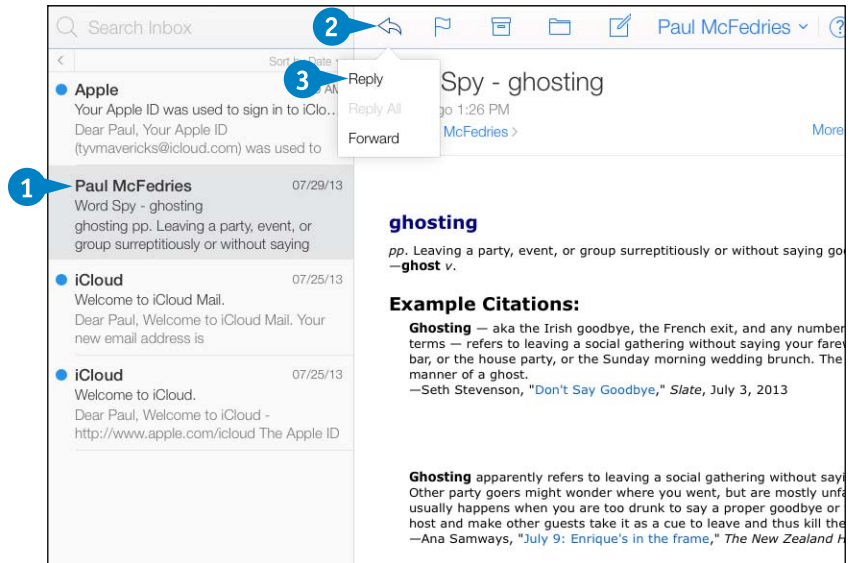 Search Inbox
2
Paul McFedries
Sort by Date
3
Reply
Reply All
Forward
Apple
AM
Your Apple ID was used to sign in to iClo...
Dear Paul, Your Apple ID
(tyvmavericks@icloud.com) was used to
1
Paul McFedries 07/29/13
Word Spy - ghosting
ghosting pp. Leaving a party, event, or
group surreptitiously or without saying
iCloud 07/25/13
Welcome to iCloud Mail.
Dear Paul, Welcome to iCloud Mail. Your
new email address is
iCloud 07/25/13
Welcome to iCloud.
Dear Paul, Welcome to iCloud -
http://www.apple.com/icloud The Apple ID
Spy - ghosting
go 1:26 PM
McFedries >
More
ghosting
pp. Leaving a party, event, or group surreptitiously or without saying go
—ghost v.
Example Citations:
Ghosting — aka the Irish goodbye, the French exit, and any number
terms — refers to leaving a social gathering without saying your
bar, or the house party, or the Sunday morning wedding brunch. The
manner of a ghost.
—Seth Stevenson, "Don't Say Goodbye," Slate, July 3, 2013
Ghosting apparently refers to leaving a social gathering without
Other party goers might wonder where you went, but are mostly
usually happens when you are too drunk to say a proper goodbye or
host and make other guests take it as a cue to leave and thus kill the
—Ana Samways, "July 9: Enrique's in the frame," The New Zealand